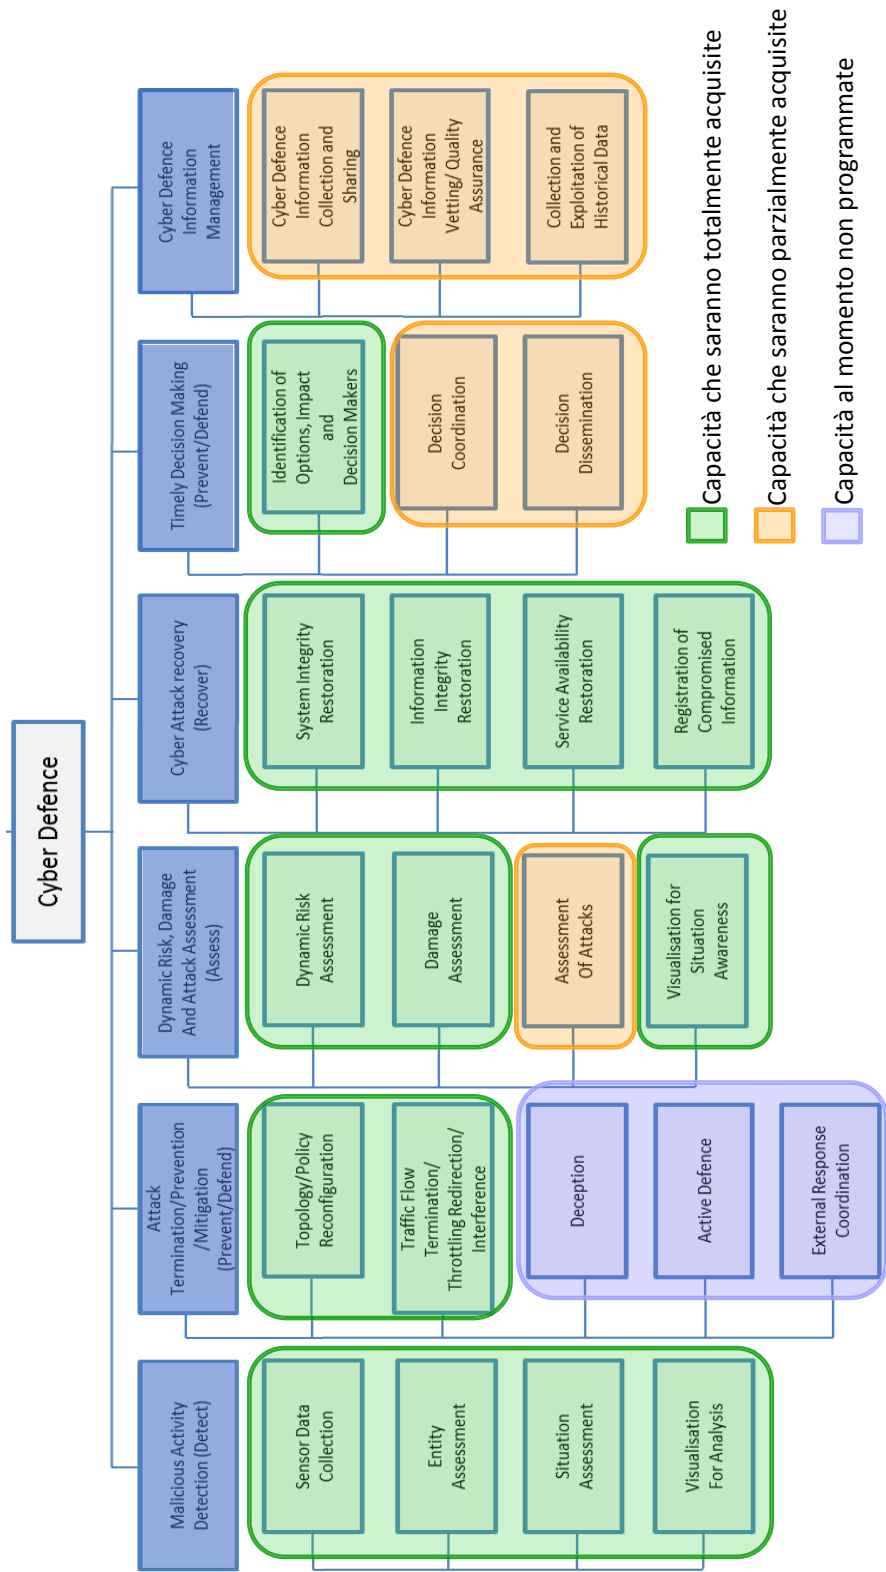 Cyber Defence
Malicious Activity
Detection (Detect)
Sensor Data
Collection
Entity
Assessment
Situation
Assessment
Visualisation
For Analysis
Attack
Termination/Prevention
/Mitigation
(Prevent/Defend)
Topology/Policy
Reconfiguration
Traffic Flow
Termination/
Throttling Redirection/
Interference
Deception
Active Defence
External Response
Coordination
Dynamic Risk, Damage
And Attack Assessment
(Assess)
Dynamic Risk
Assessment
Damage
Assessment
Assessment
Of Attacks
Visualisation for
Situation
Awareness
Cyber Attack recovery
(Recover)
System Integrity
Restoration
Information
Integrity
Restoration
Service Availability
Restoration
Registration of
Compromised
Information
Timely Decision Making
(Prevent/Defend)
Identification of
Options, Impact
and
Decision Makers
Decision
Coordination
Decision
Dissemination
Cyber Defence
Information
Management
Cyber Defence
Information
Collection and
Sharing
Cyber Defence
Information
Vetting/ Quality
Assurance
Collection and
Exploitation of
Historical Data
Capacità che saranno totalmente acquisite
Capacità che saranno parzialmente acquisite
Capacità al momento non programmate